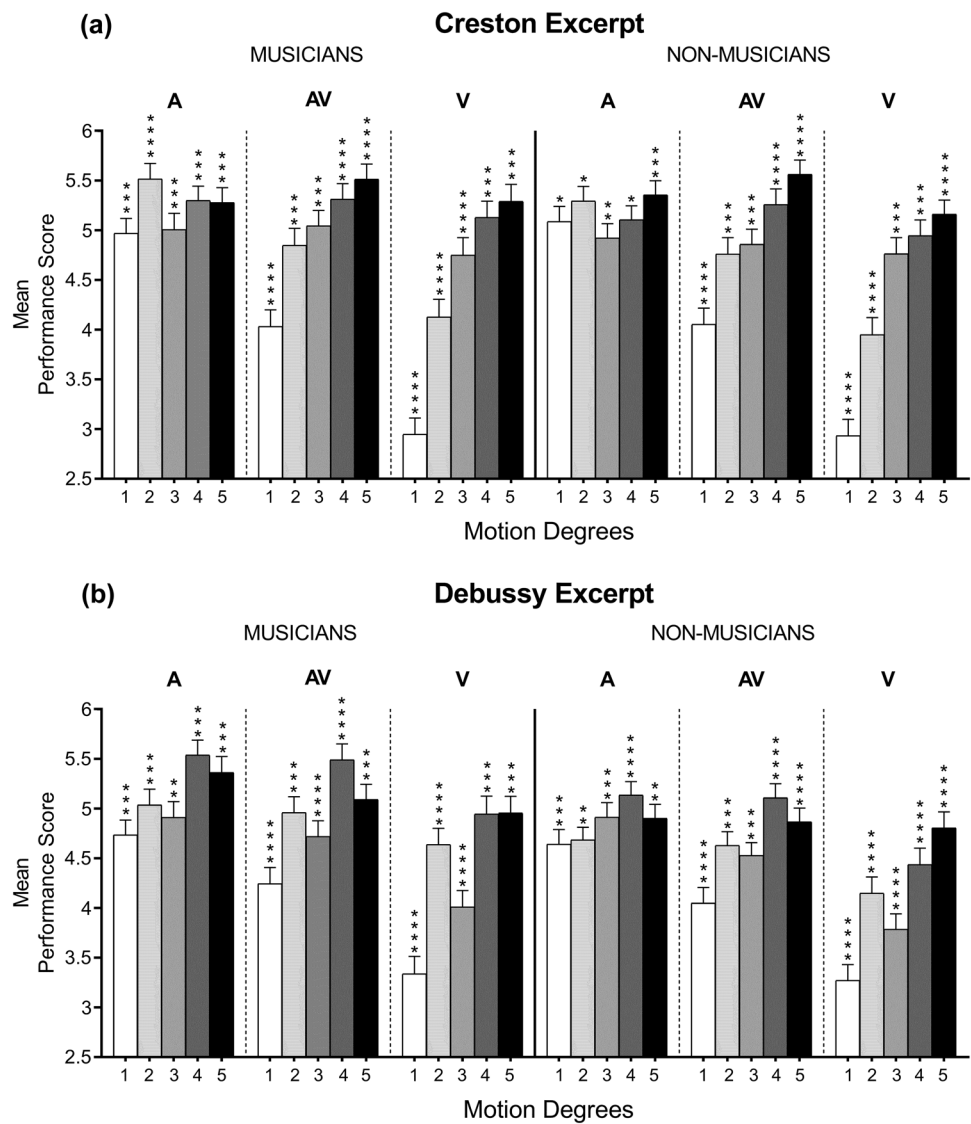 (a) Creston Excerpt
MUSICIANS NON-MUSICIANS
A AV V A AV V
6
5.5
5
4.5
4
3.5
3
2.5
Mean
Performance Score
1 2 3 4 5 1 2 3 4 5 1 2 3 4 5 1 2 3 4 5 1 2 3 4 5 1 2 3 4 5
Motion Degrees
(b) Debussy Excerpt
MUSICIANS NON-MUSICIANS
A AV V A AV V
6
5.5
5
4.5
4
3.5
3
2.5
Mean
Performance Score
1 2 3 4 5 1 2 3 4 5 1 2 3 4 5 1 2 3 4 5 1 2 3 4 5 1 2 3 4 5
Motion Degrees